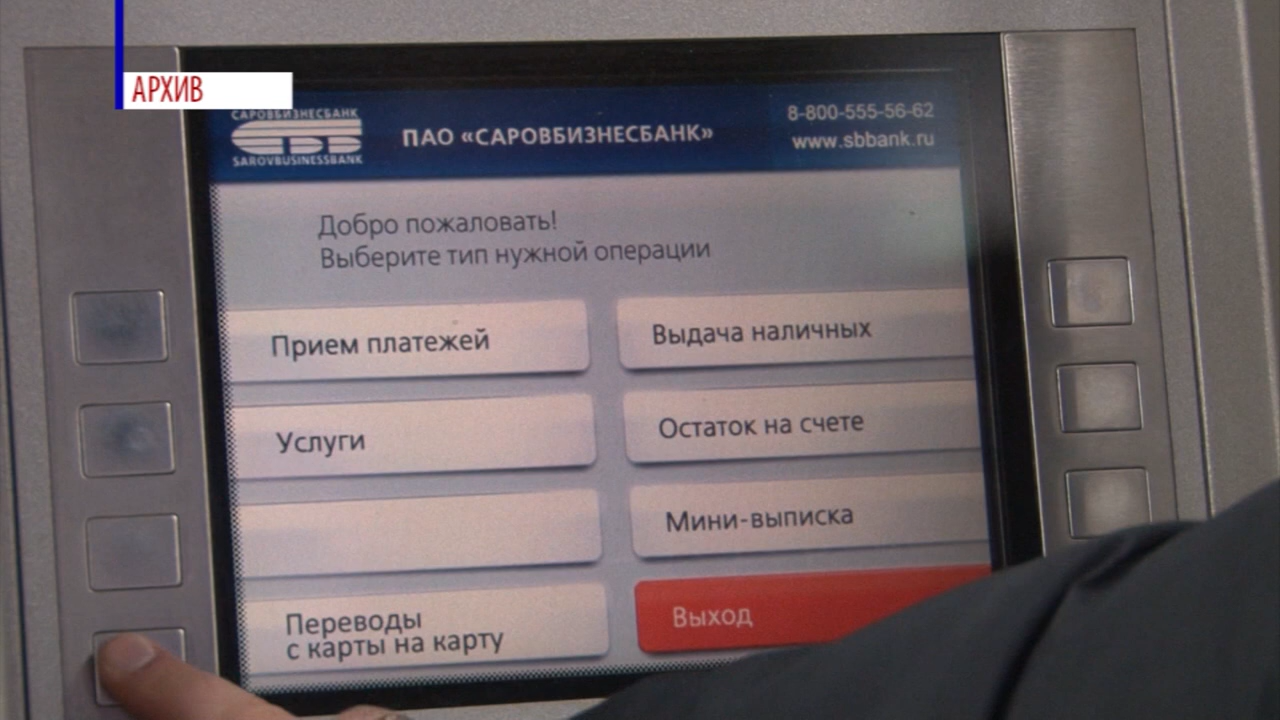 АРХИВ
САРОВБИЗНЕСБАНК
СББ
SAROVBUSINESSBANK
ПАО «САРОВБИЗНЕСБАНК»
8-800-555-56-62
www.sbbank.ru
Добро пожаловать!
Выберите тип нужной операции
Прием платежей
Выдача наличных
Услуги
Остаток на счете
Мини-выписка
Переводы
с карты на карту
Выход